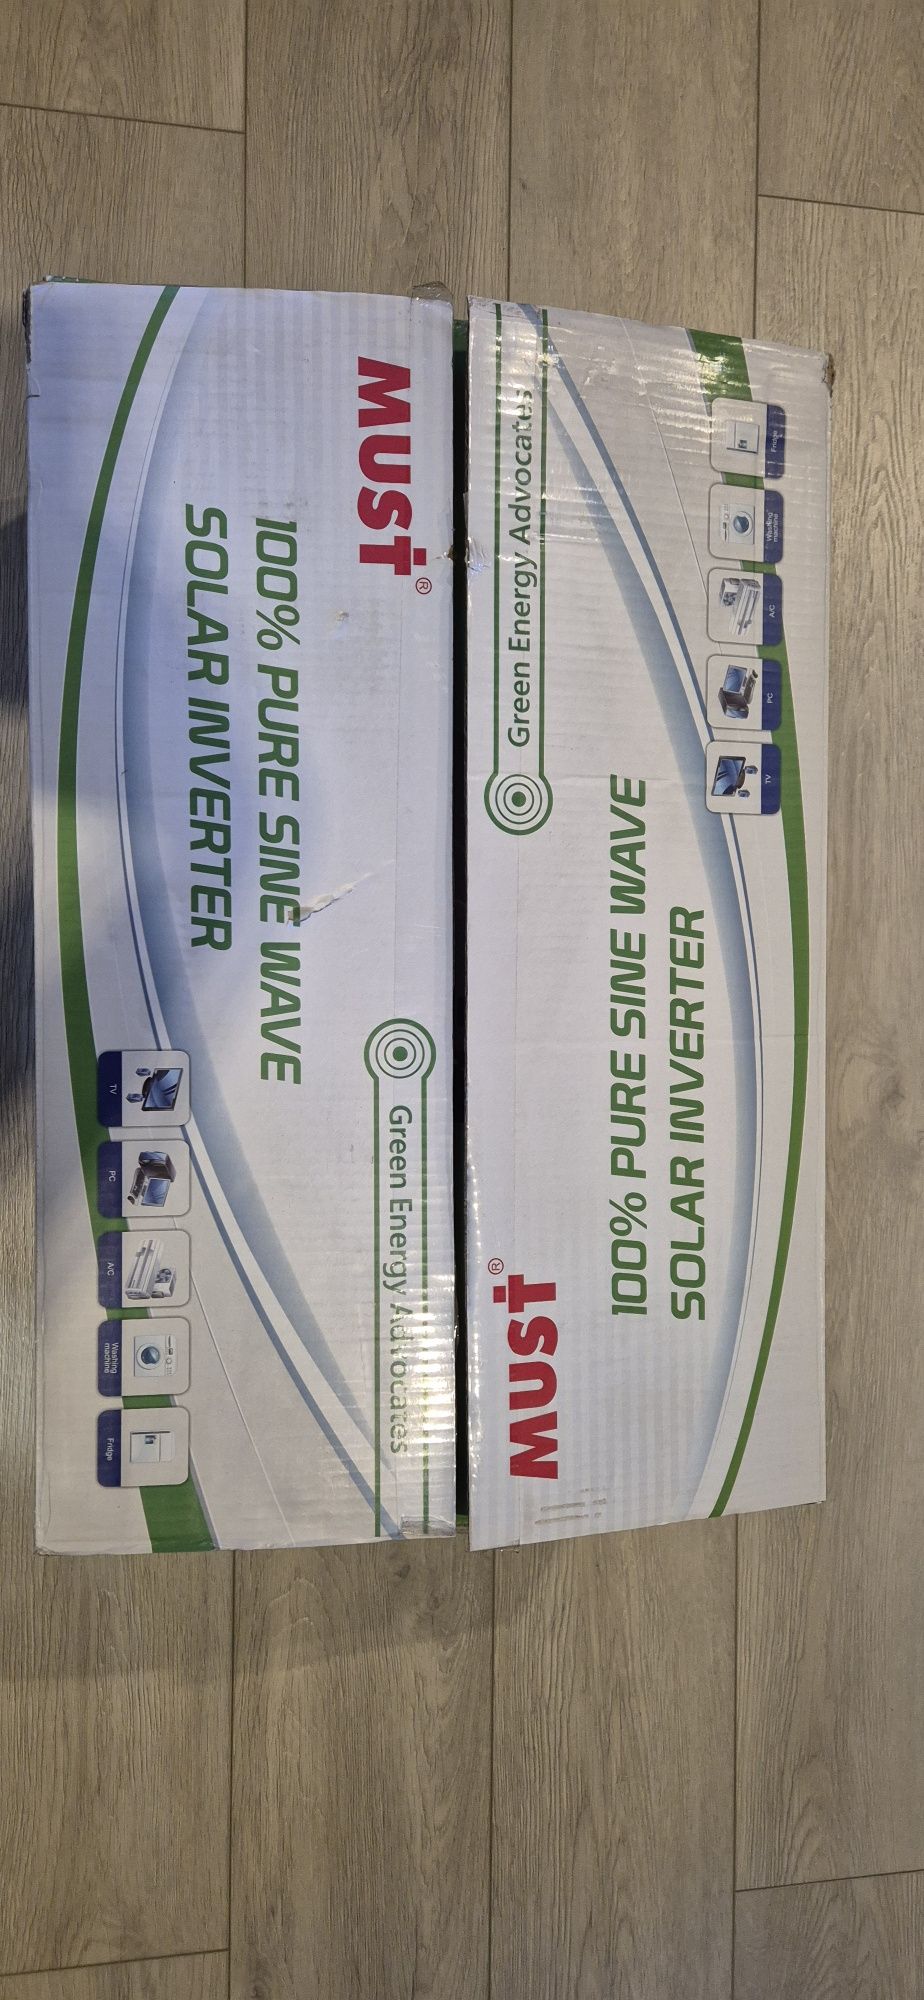 MUST®
100% PURE SINE WAVE
SOLAR INVERTER
Green Energy Advocates
TV
PC
A/C
Washing
machine
Fridge
Green Energy Advocates
Fridge
Washing
machine
A/C
PC
TV
100% PURE SINE WAVE
SOLAR INVERTER
MUST®